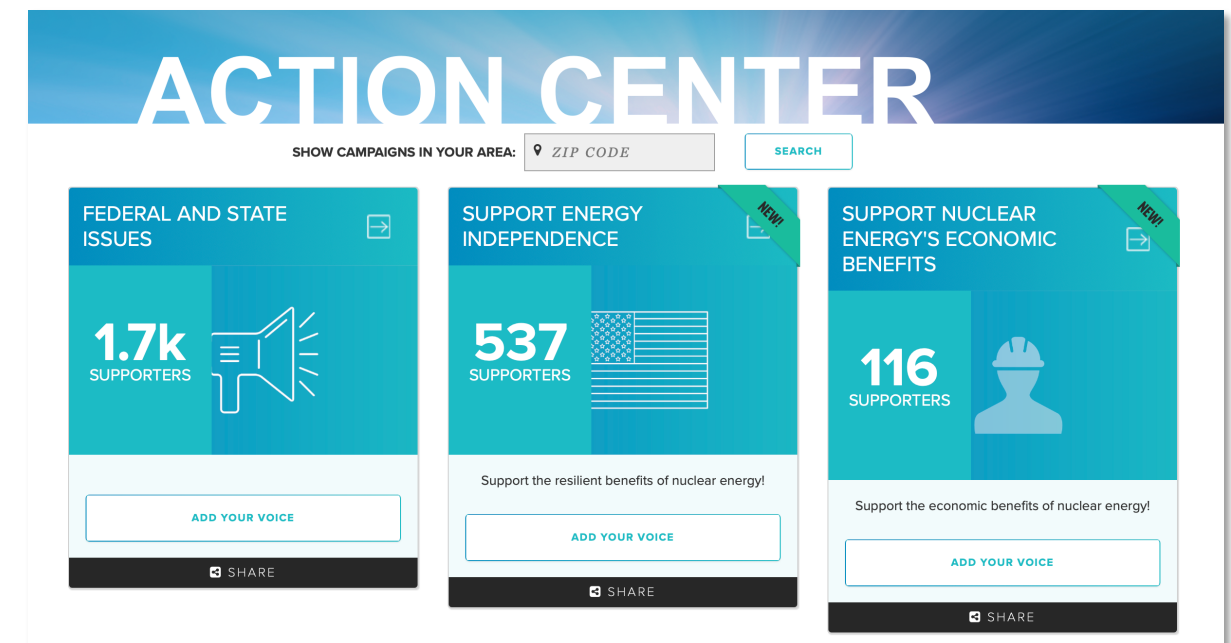 ACTION CENTER
SHOW CAMPAIGNS IN YOUR AREA:
ZIP CODE
SEARCH
FEDERAL AND STATE
ISSUES
1.7k
SUPPORTERS
ADD YOUR VOICE
SHARE
SUPPORT ENERGY
INDEPENDENCE
NEW!
537
SUPPORTERS
Support the resilient benefits of nuclear energy!
ADD YOUR VOICE
SHARE
SUPPORT NUCLEAR
ENERGY'S ECONOMIC
BENEFITS
NEW!
116
SUPPORTERS
Support the economic benefits of nuclear energy!
ADD YOUR VOICE
SHARE